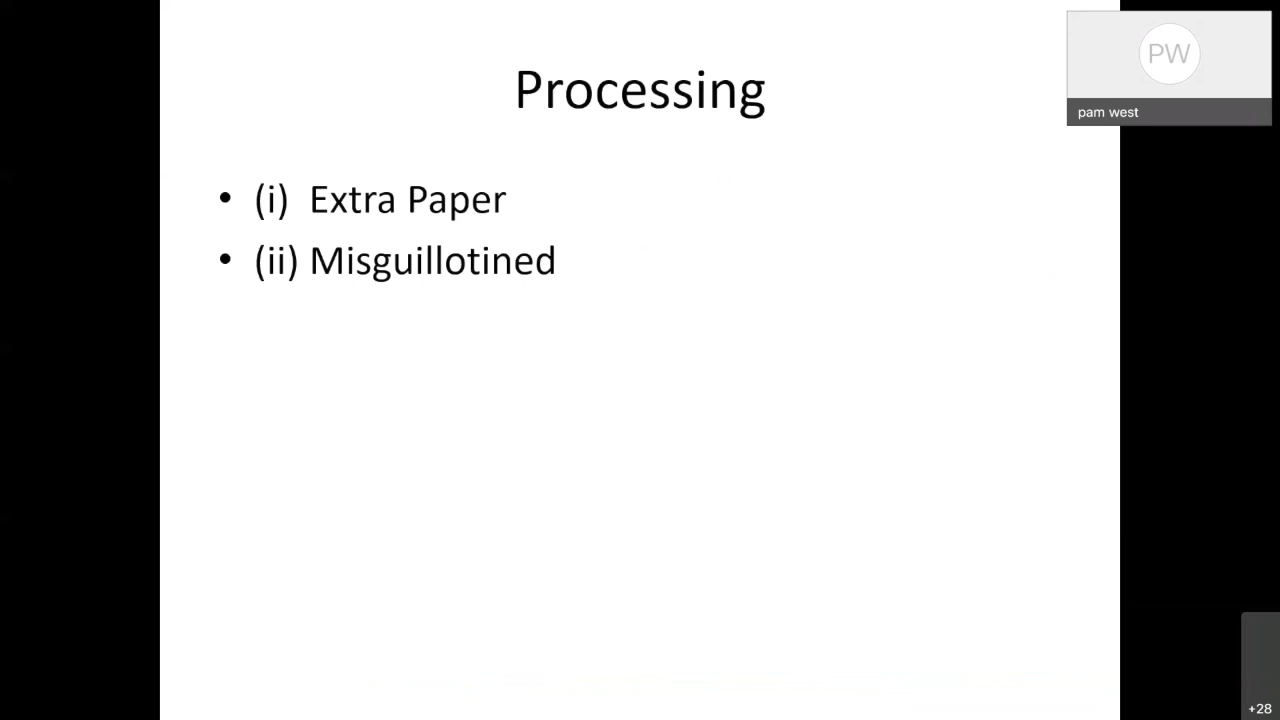 Processing
PW
pam west
• (i) Extra Paper
• (ii) Misguillotined
+28